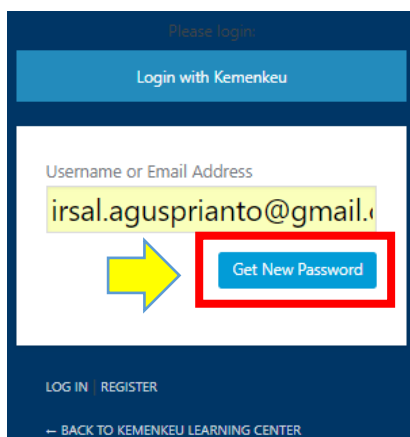 Please login:
Login with Kemenkeu
Username or Email Address
irsal.agusprianto@gmail.
Get New Password
LOG IN | REGISTER
← BACK TO KEMENKEU LEARNING CENTER